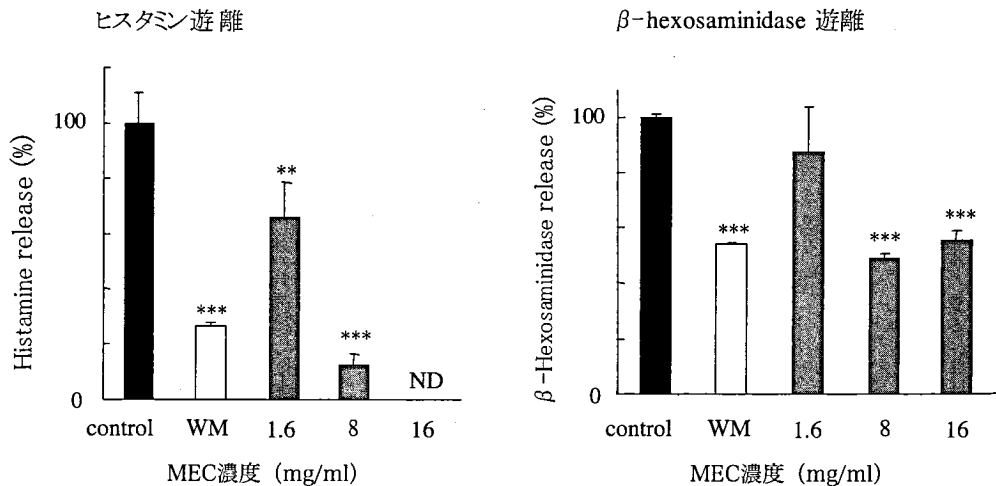 ヒスタミン遊離
Histamine release (%)
100
0
**
***
***
ND
control WM 1.6 8 16
MEC濃度 (mg/ml)
β-hexosaminidase 遊離
β-Hexosaminidase release (%)
100
0
***
***
***
control WM 1.6 8 16
MEC濃度 (mg/ml)